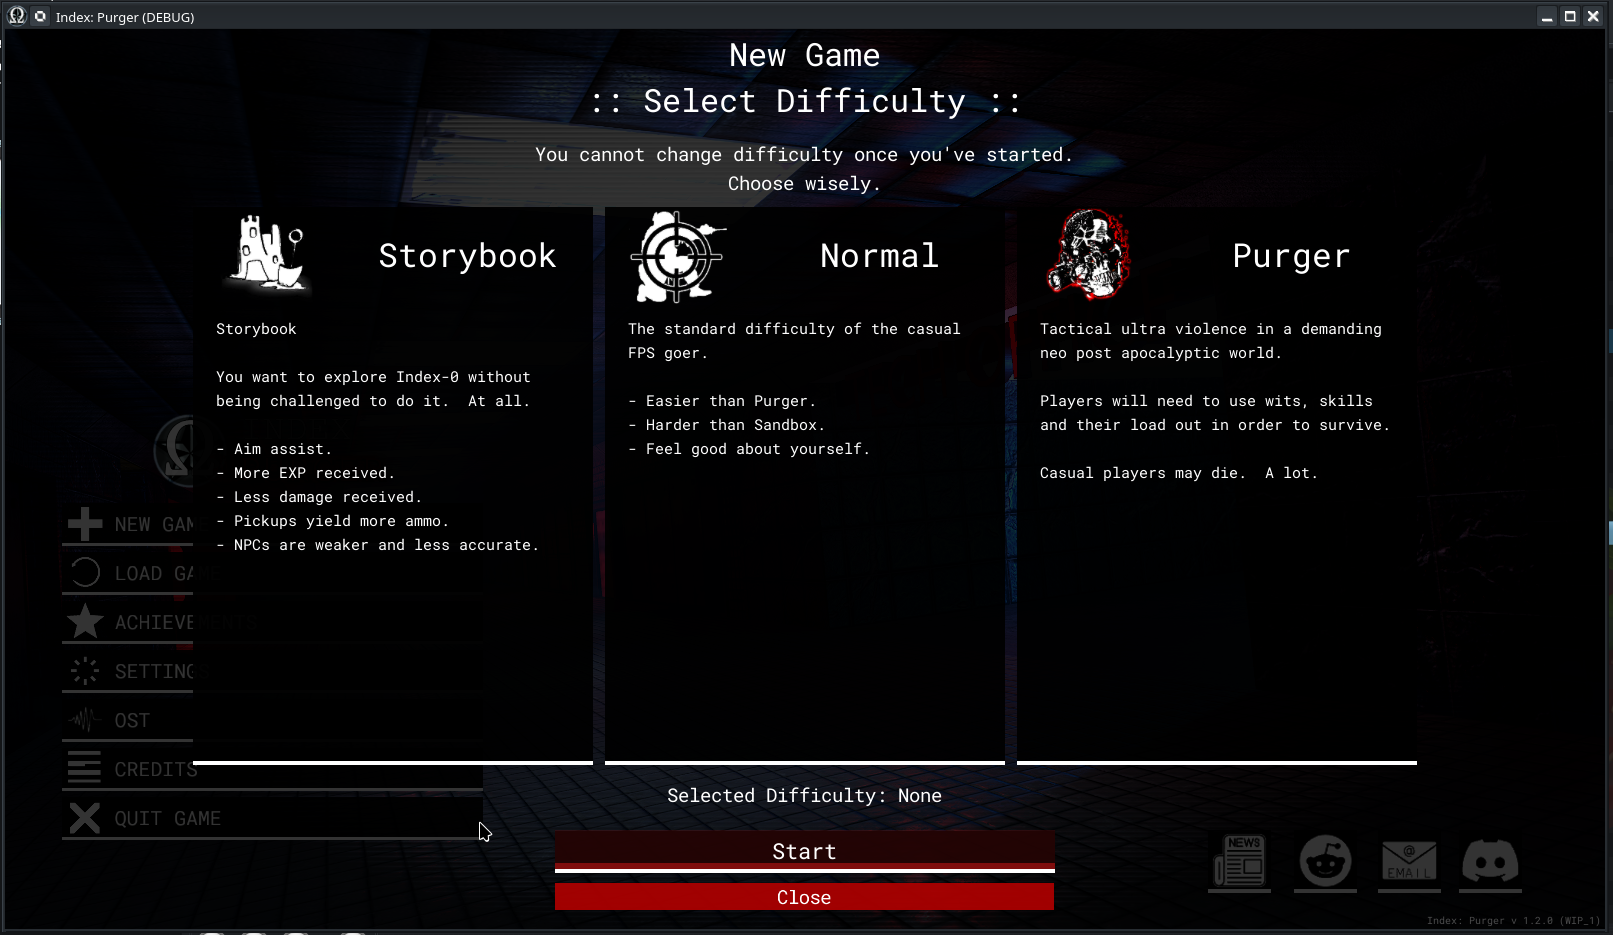 Index: Purger (DEBUG)
New Game
:: Select Difficulty ::
You cannot change difficulty once you've started.
Choose wisely.
Storybook
Storybook
You want to explore Index-0 without
being challenged to do it.  At all.
- Aim assist.
- More EXP received.
- Less damage received.
- Pickups yield more ammo.
- NPCs are weaker and less accurate.
Normal
The standard difficulty of the casual
FPS goer.
- Easier than Purger.
- Harder than Sandbox.
- Feel good about yourself.
Purger
Tactical ultra violence in a demanding
neo post apocalyptic world.
Players will need to use wits, skills
and their load out in order to survive.
Casual players may die.  A lot.
NEW GAM
LOAD GA
ACHIEVEMENTS
SETTING
OST
CREDITS
QUIT GAME
Selected Difficulty: None
Start
Close
NEWS
@
EMAIL
Index: Purger v 1.2.0 (WIP_1)